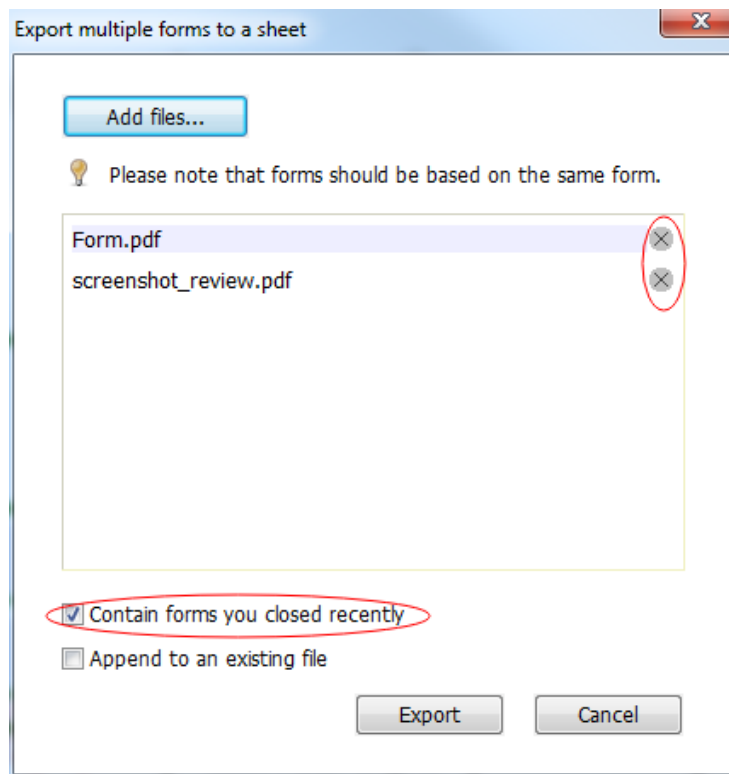 Export multiple forms to a sheet
Add files...
Please note that forms should be based on the same form.
Form.pdf
screenshot_review.pdf
Contain forms you closed recently
Append to an existing file
Export Cancel